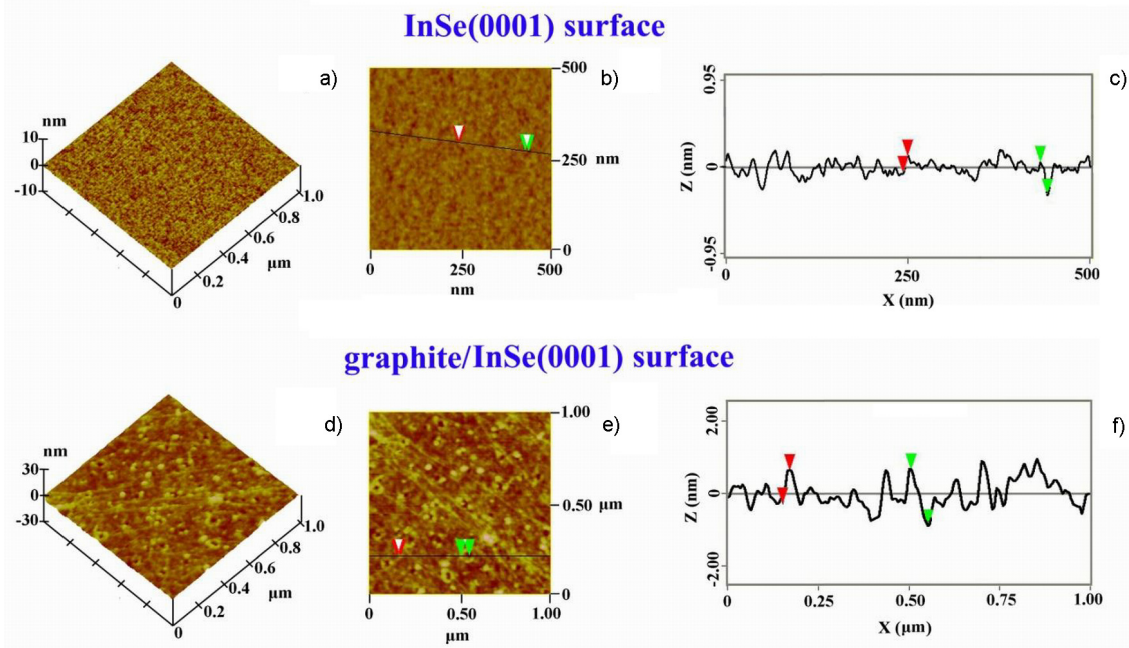 InSe(0001) surface
a)
nm
10
0
-10
1.0
0.8
0.6
0.4
0.2
0
μm
b)
500
250
0
nm
0
250
500
nm
c)
0.95
0
-0.95
Z (nm)
0
250
500
X (nm)
graphite/InSe(0001) surface
d)
nm
30
0
-30
1.0
0.8
0.6
0.4
0.2
0
μm
e)
1.00
0.50
0
μm
0
0.50
1.00
μm
f)
2.00
0
-2.00
Z (nm)
0
0.25
0.50
0.75
1.00
X (μm)